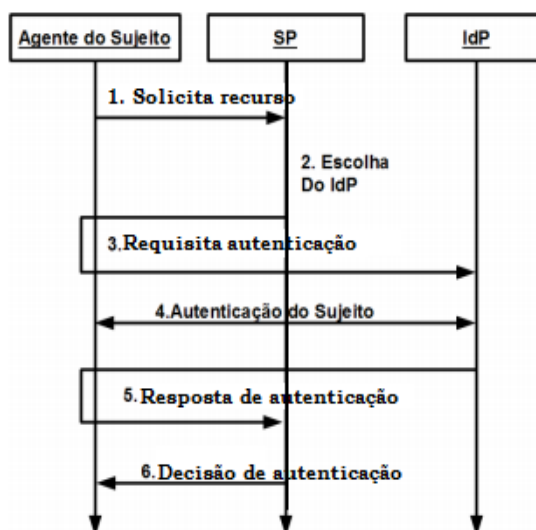 Agente do Sujeito
SP
IdP
1. Solicita recurso
2. Escolha
Do IdP
3.Requisita autenticação
4.Autenticação do Sujeito
5. Resposta de autenticação
6.Decisão de autenticação